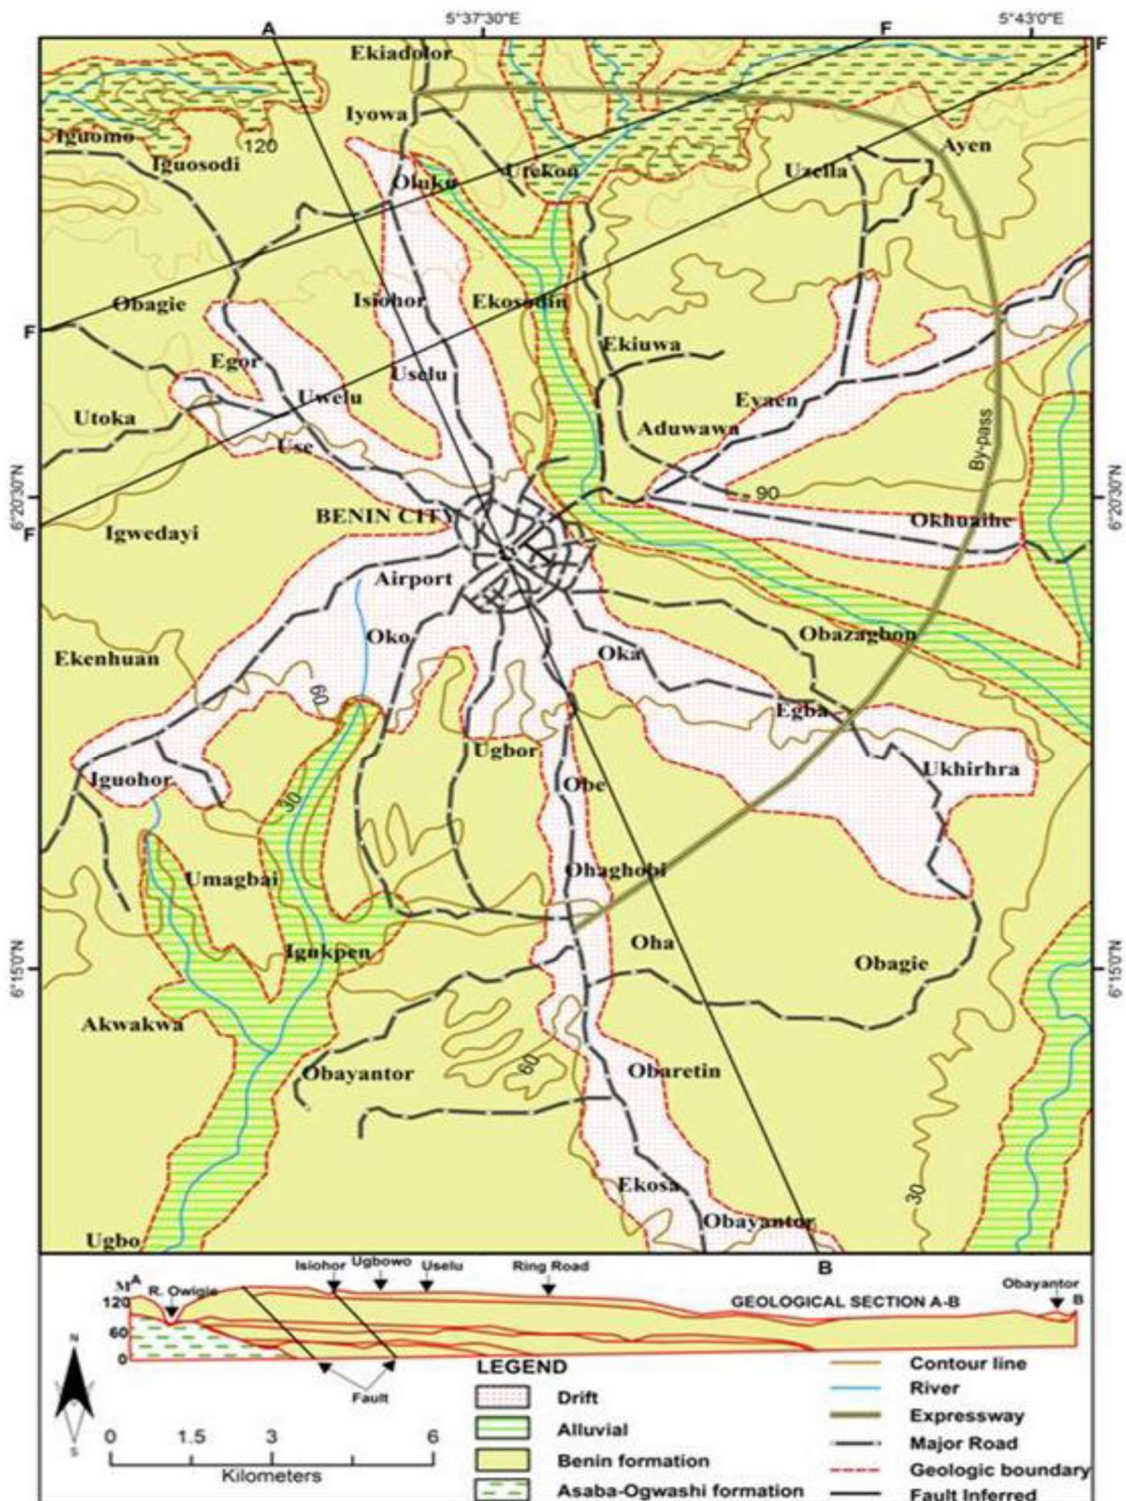 5°37'30"E 5°43'0"E
A F
F
Ekiadolor
Iyowa
Iguomo
120
Iguosodi
Ayen
Utekon
Uzella
Oluku
Obagie
Isiohor
Ekosodin
F
Ekiuwa
Egor
Uselu
Uwelu
Eyaen
Utoka
Aduwawa
Use
By-pass
6°20'30"N
90
6°20'30"N
BENIN CITY
Okhuaihe
F
Igwedayi
Airport
Oko
Obazagbon
Ekenhuan
Oka
60
Egba
Ugbor
Iguohor
Ukhirhra
Obe
30
Ohaghobi
Umagbai
Oha
Igukpen
Obagie
6°15'0"N
6°15'0"N
Akwakwa
Obayantor
60
Obaretin
Ekosa
30
Obayantor
Ugbo
B
M A
R. Owigie
Isiohor
Ugbowo
Uselu
Ring Road
Obayantor
B
120
60
0
GEOLOGICAL SECTION A-B
Fault
N
S
0 1.5 3 6
Kilometers
LEGEND
Drift
Alluvial
Benin formation
Asaba-Ogwashi formation
Contour line
River
Expressway
Major Road
Geologic boundary
Fault Inferred